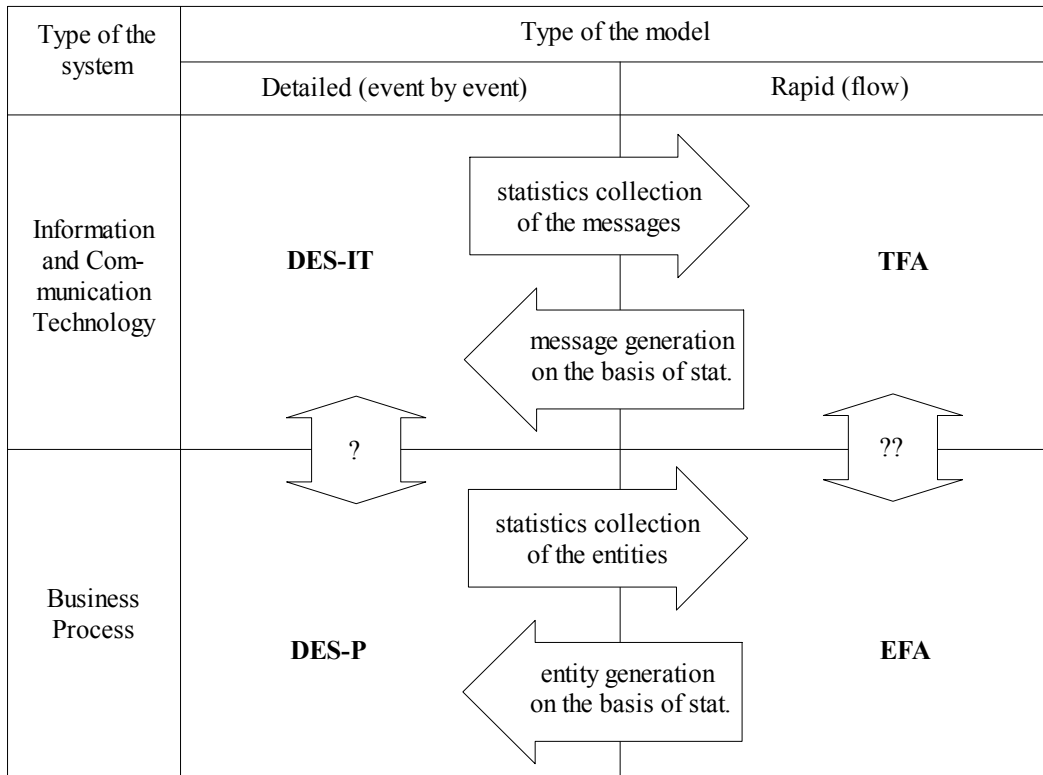 Type of the
system
Type of the model
Detailed (event by event)
Rapid (flow)
Information
and Com-
munication
Technology
DES-IT
statistics collection
of the messages
TFA
message generation
on the basis of stat.
?
??
Business
Process
DES-P
statistics collection
of the entities
EFA
entity generation
on the basis of stat.